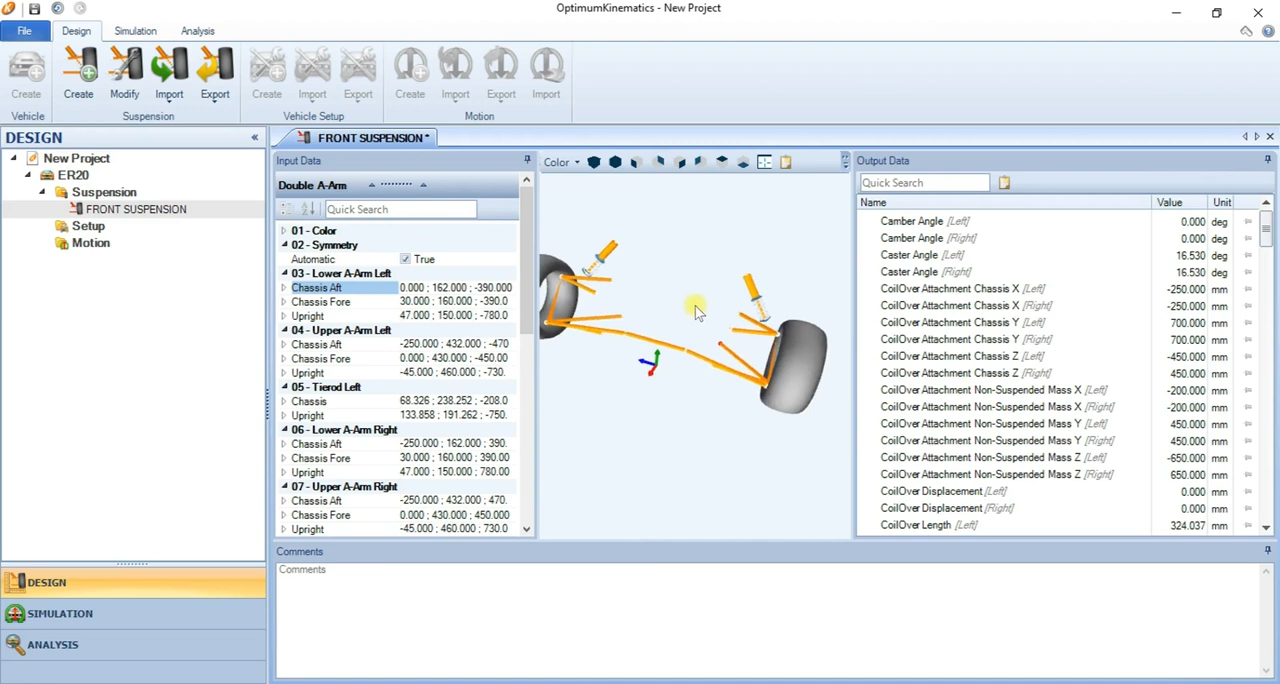 OptimumKinematics - New Project
File Design Simulation Analysis
Create Create Modify Import Export Create Import Export Create Import Export Import
Vehicle Suspension Vehicle Setup Motion
DESIGN «
New Project
ER20
Suspension
FRONT SUSPENSION
Setup
Motion
DESIGN
SIMULATION
ANALYSIS
FRONT SUSPENSION *
Input Data
Double A-Arm
Quick Search
01 - Color
02 - Symmetry
Automatic True
03 - Lower A-Arm Left
Chassis Aft 0.000 ; 162.000 ; -390.000
Chassis Fore 30.000 ; 160.000 ; -390.0
Upright 47.000 ; 150.000 ; -780.0
04 - Upper A-Arm Left
Chassis Aft -250.000 ; 432.000 ; -470
Chassis Fore 0.000 ; 430.000 ; -450.00
Upright -45.000 ; 460.000 ; -730.
05 - Tierod Left
Chassis 68.326 ; 238.252 ; -208.0
Upright 133.858 ; 191.262 ; -750.
06 - Lower A-Arm Right
Chassis Aft -250.000 ; 162.000 ; 390.
Chassis Fore 30.000 ; 160.000 ; 390.00
Upright 47.000 ; 150.000 ; 780.00
07 - Upper A-Arm Right
Chassis Aft -250.000 ; 432.000 ; 470.
Chassis Fore 0.000 ; 430.000 ; 450.000
Upright -45.000 ; 460.000 ; 730.0
Color
Output Data
Quick Search
Name Value Unit
Camber Angle [Left] 0.000 deg
Camber Angle [Right] 0.000 deg
Caster Angle [Left] 16.530 deg
Caster Angle [Right] 16.530 deg
CoilOver Attachment Chassis X [Left] -250.000 mm
CoilOver Attachment Chassis X [Right] -250.000 mm
CoilOver Attachment Chassis Y [Left] 700.000 mm
CoilOver Attachment Chassis Y [Right] 700.000 mm
CoilOver Attachment Chassis Z [Left] -450.000 mm
CoilOver Attachment Chassis Z [Right] 450.000 mm
CoilOver Attachment Non-Suspended Mass X [Left] -200.000 mm
CoilOver Attachment Non-Suspended Mass X [Right] -200.000 mm
CoilOver Attachment Non-Suspended Mass Y [Left] 450.000 mm
CoilOver Attachment Non-Suspended Mass Y [Right] 450.000 mm
CoilOver Attachment Non-Suspended Mass Z [Left] -650.000 mm
CoilOver Attachment Non-Suspended Mass Z [Right] 650.000 mm
CoilOver Displacement [Left] 0.000 mm
CoilOver Displacement [Right] 0.000 mm
CoilOver Length [Left] 324.037 mm
Comments
Comments